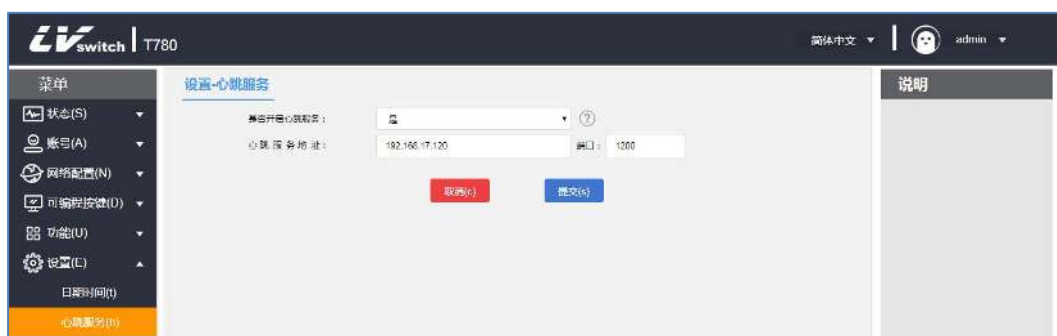 LVswitch T780
简体中文
admin
菜单
状态(S)
账号(A)
网络配置(N)
可编程按键(D)
功能(U)
设置(E)
日期时间(t)
心跳服务(h)
设置-心跳服务
是否开启心跳服务：
是
?
心跳服务地址：
192.168.17.120
端口：
1200
取消(c)
提交(s)
说明